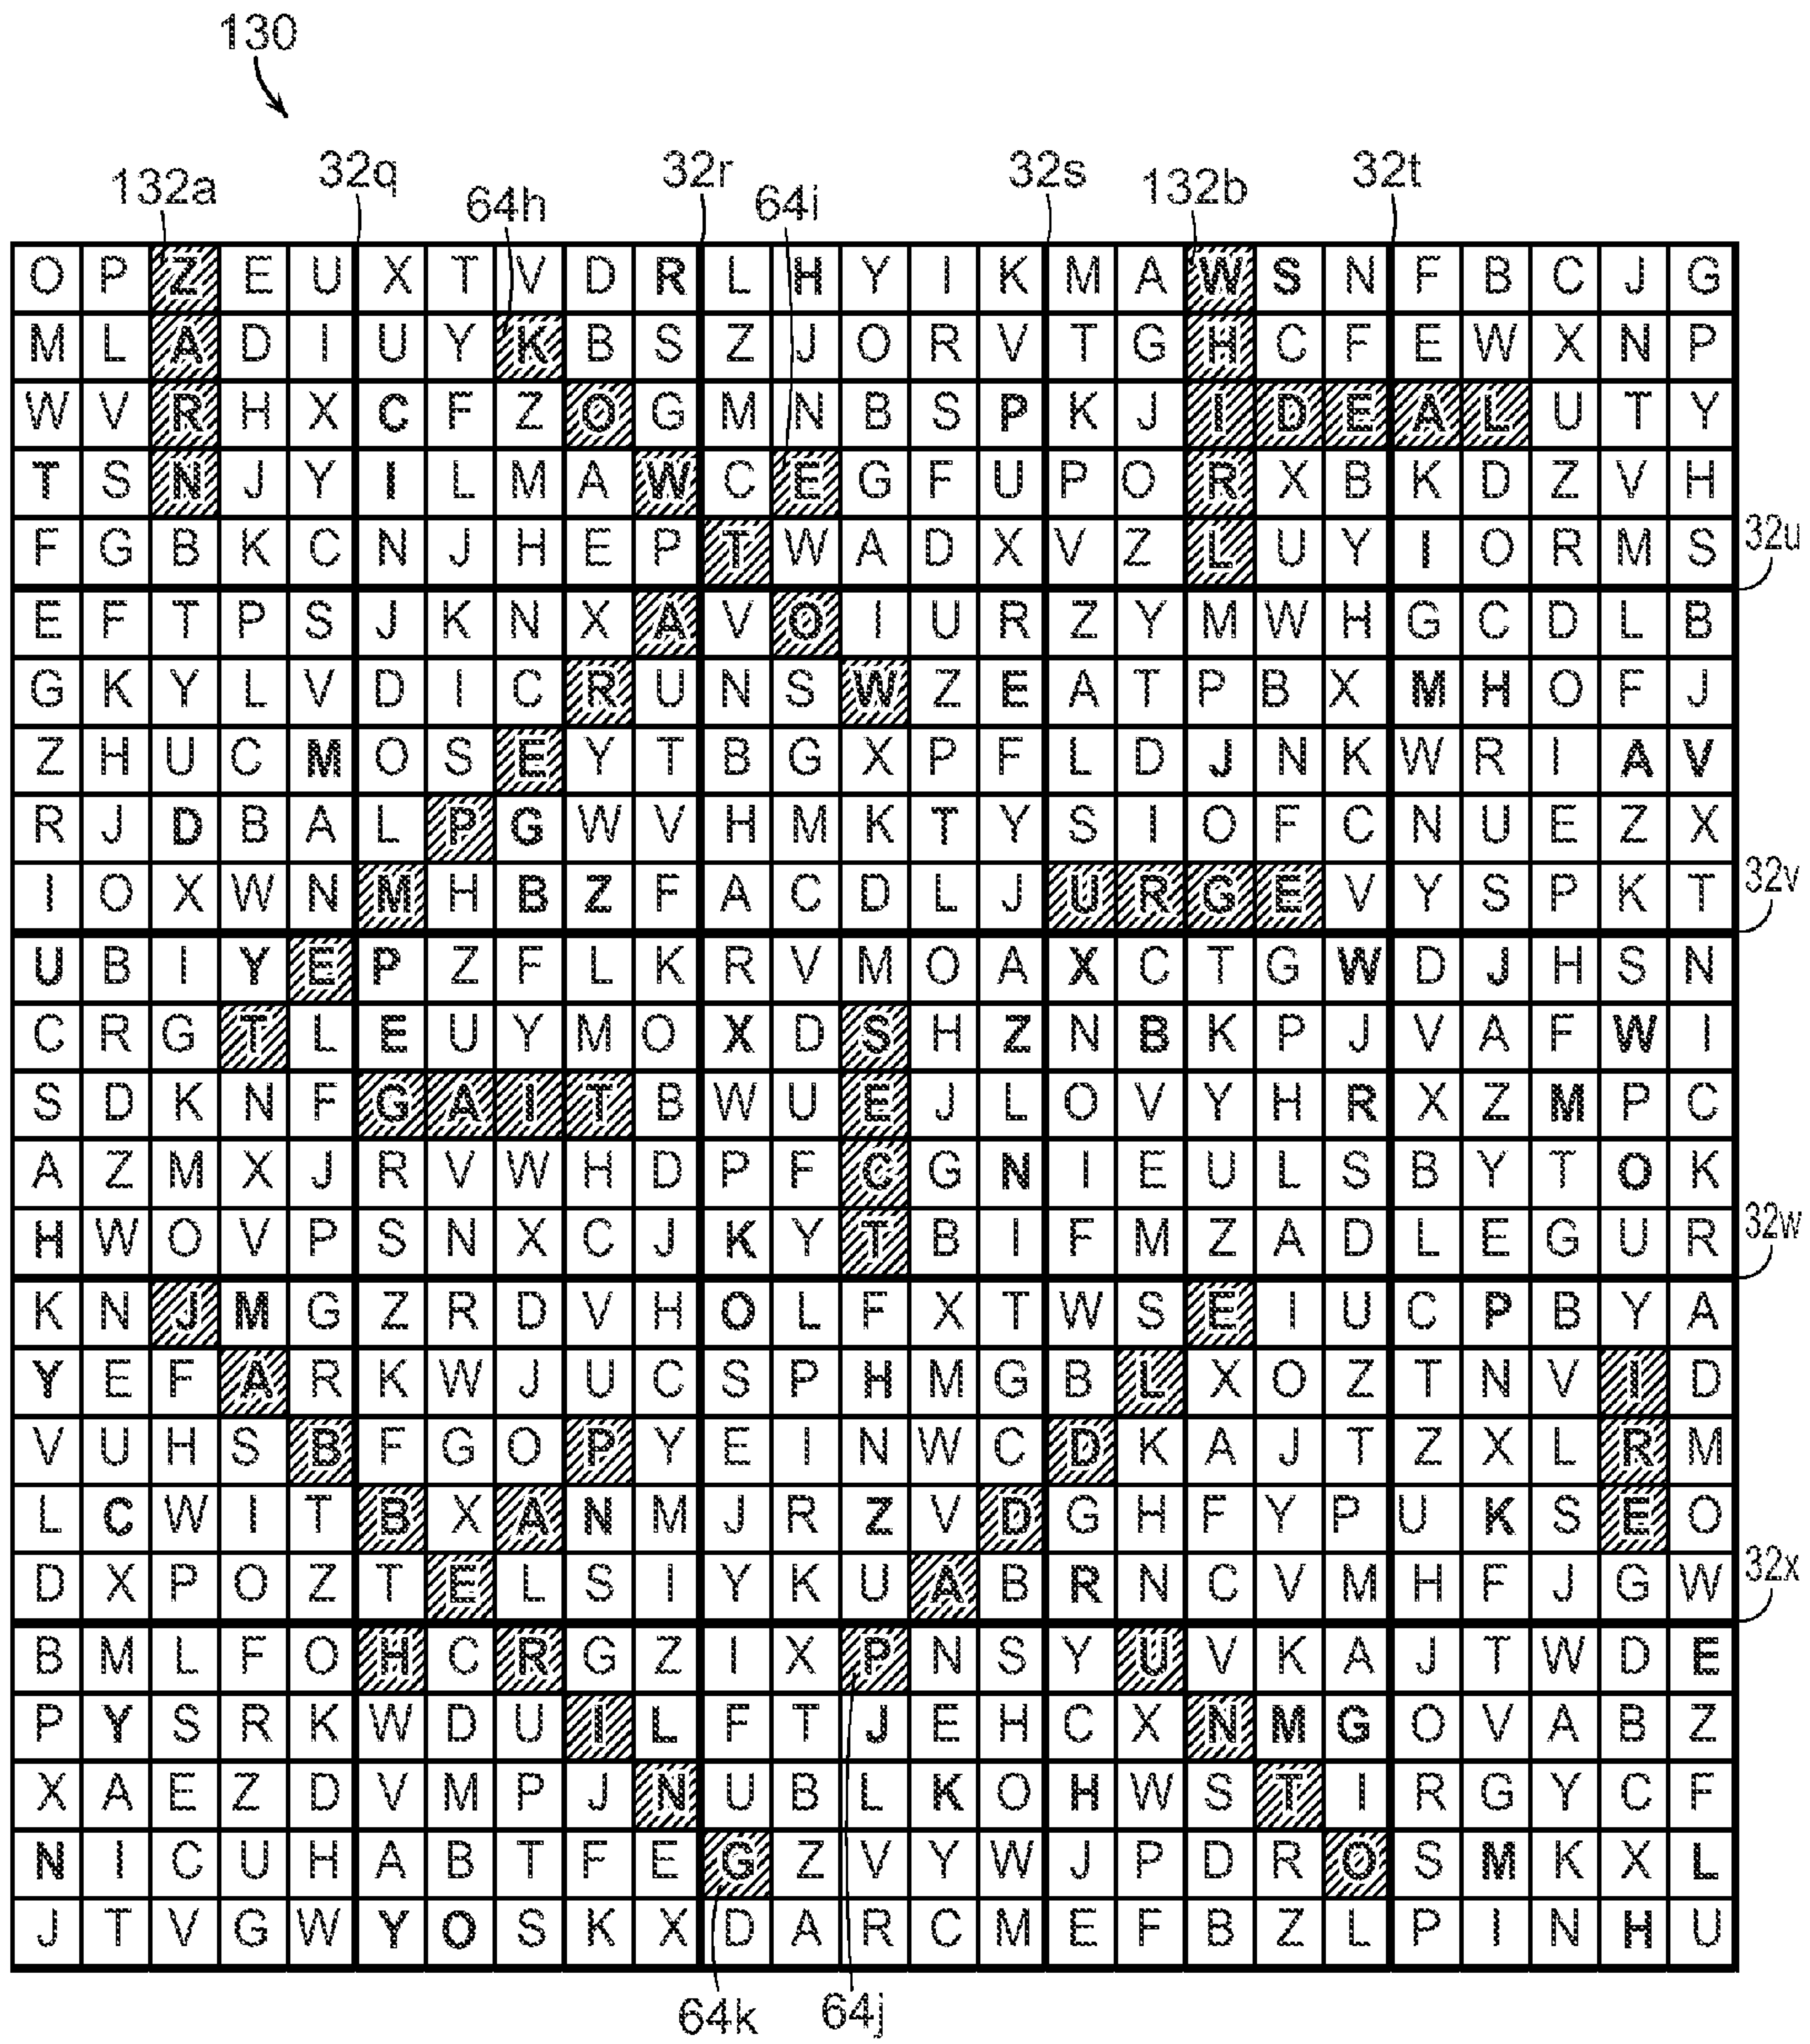 130
132a 32q 64h 32r 64i 32s 132b 32t
O P Z E U X T V D R L H Y I K M A W S N F B C J G
M L A D I U Y K B S Z J O R V T G H C F E W X N P
W V R H X C F Z O G M N B S P K J I D E A L U T Y
T S N J Y I L M A W C E G F U P O R X B K D Z V H
F G B K C N J H E P T W A D X V Z L U Y I O R M S 32u
E F T P S J K N X A V O I U R Z Y M W H G C D L B
G K Y L V D I C R U N S W Z E A T P B X M H O F J
Z H U C M O S E Y T B G X P F L D J N K W R I A V
R J D B A L P G W V H M K T Y S I O F C N U E Z X
I O X W N M H B Z F A C D L J U R G E V Y S P K T 32v
U B I Y E P Z F L K R V M O A X C T G W D J H S N
C R G T L E U Y M O X D S H Z N B K P J V A F W I
S D K N F G A I T B W U E J L O V Y H R X Z M P C
A Z M X J R V W H D P F C G N I E U L S B Y T O K
H W O V P S N X C J K Y T B I F M Z A D L E G U R 32w
K N J M G Z R D V H O L F X T W S E I U C P B Y A
Y E F A R K W J U C S P H M G B L X O Z T N V I D
V U H S B F G O P Y E I N W C D K A J T Z X L R M
L C W I T B X A N M J R Z V D G H F Y P U K S E O
D X P O Z T E L S I Y K U A B R N C V M H F J G W 32x
B M L F O H C R G Z I X P N S Y U V K A J T W D E
P Y S R K W D U I L F T J E H C X N M G O V A B Z
X A E Z D V M P J N U B L K O H W S T I R G Y C F
N I C U H A B T F E G Z V Y W J P D R O S M K X L
J T V G W Y O S K X D A R C M E F B Z L P I N H U
64k 64j